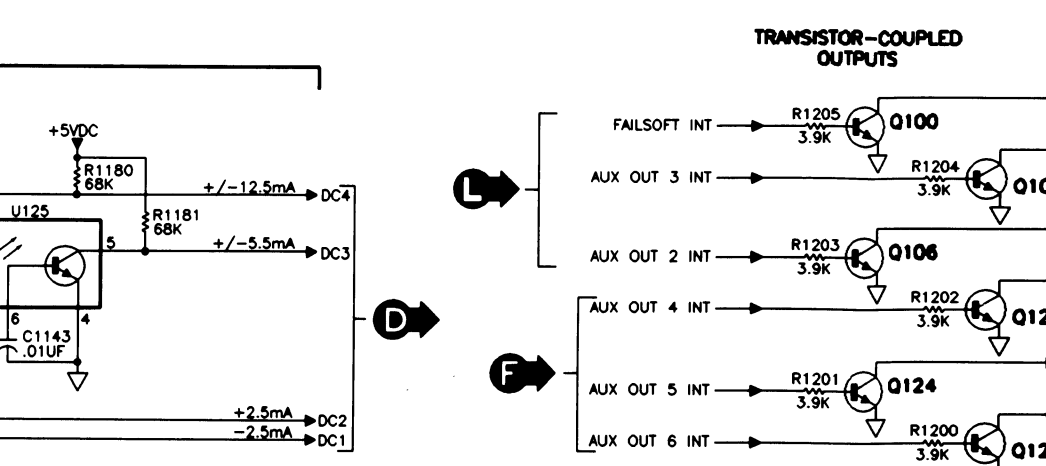 TRANSISTOR-COUPLED
OUTPUTS
+5VDC
R1180
68K
+/-12.5mA
DC4
U125
R1181
68K
5
+/-5.5mA
DC3
6
4
C1143
.01UF
D
+2.5mA
DC2
-2.5mA
DC1
L
FAILSOFT INT
R1205
3.9K
Q100
AUX OUT 3 INT
R1204
3.9K
AUX OUT 2 INT
R1203
3.9K
Q106
F
AUX OUT 4 INT
R1202
3.9K
AUX OUT 5 INT
R1201
3.9K
Q124
AUX OUT 6 INT
R1200
3.9K